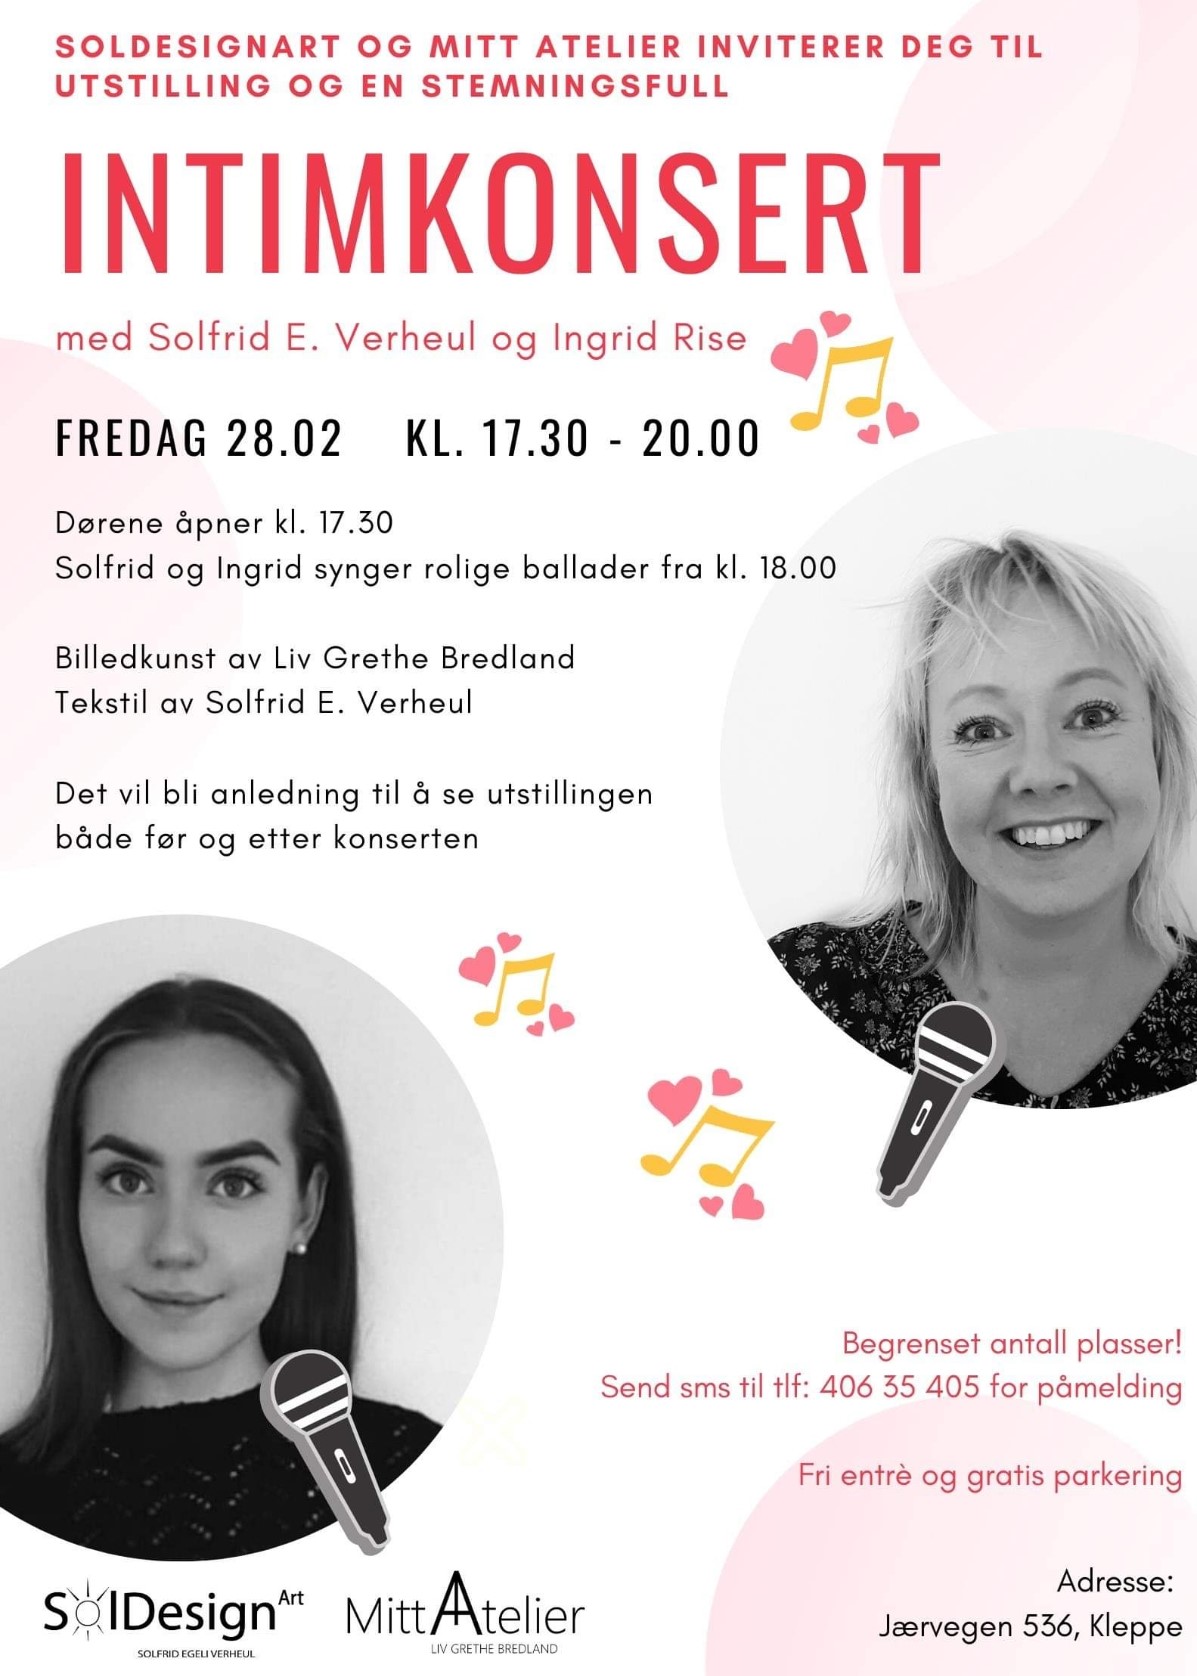 SOLDESIGNART OG MITT ATELIER INVITERER DEG TIL
UTSTILLING OG EN STEMNINGSFULL
INTIMKONSERT
med Solfrid E. Verheul og Ingrid Rise
FREDAG 28.02 KL. 17.30 - 20.00
Dørene åpner kl. 17.30
Solfrid og Ingrid synger rolige ballader fra kl. 18.00
Billedkunst av Liv Grethe Bredland
Tekstil av Solfrid E. Verheul
Det vil bli anledning til å se utstillingen
både før og etter konserten
Begrenset antall plasser!
Send sms til tlf: 406 35 405 for påmelding
Fri entrè og gratis parkering
Adresse:
Jærvegen 536, Kleppe
SolDesign Art
SOLFRID EGELI VERHEUL
Mitt Atelier
LIV GRETHE BREDLAND